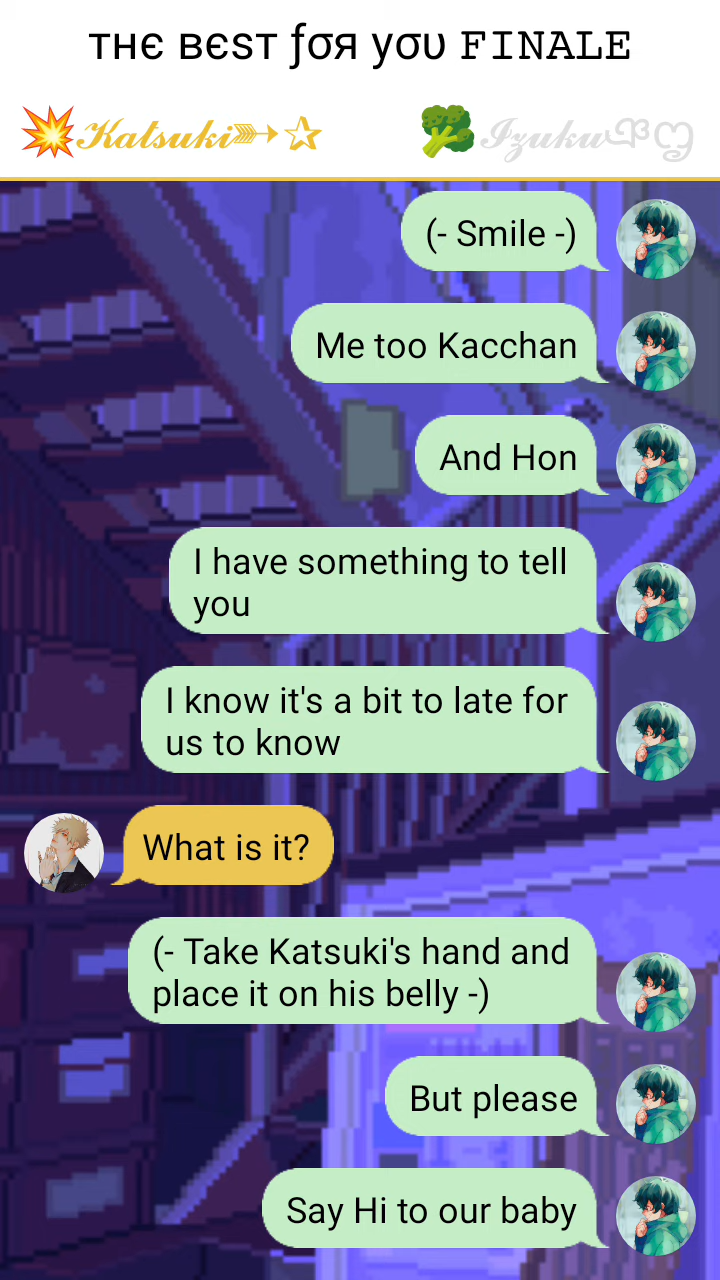 тнє вєѕт ƒσя уσυ 𝙵𝙸𝙽𝙰𝙻𝙴
💥𝓚𝓪𝓽𝓼𝓾𝓴𝓲➳☆ 🥦𝓘𝔃𝓾𝓴𝓾ఌ
(- Smile -)
Me too Kacchan
And Hon
I have something to tell
you
I know it's a bit to late for
us to know
What is it?
(- Take Katsuki's hand and
place it on his belly -)
But please
Say Hi to our baby